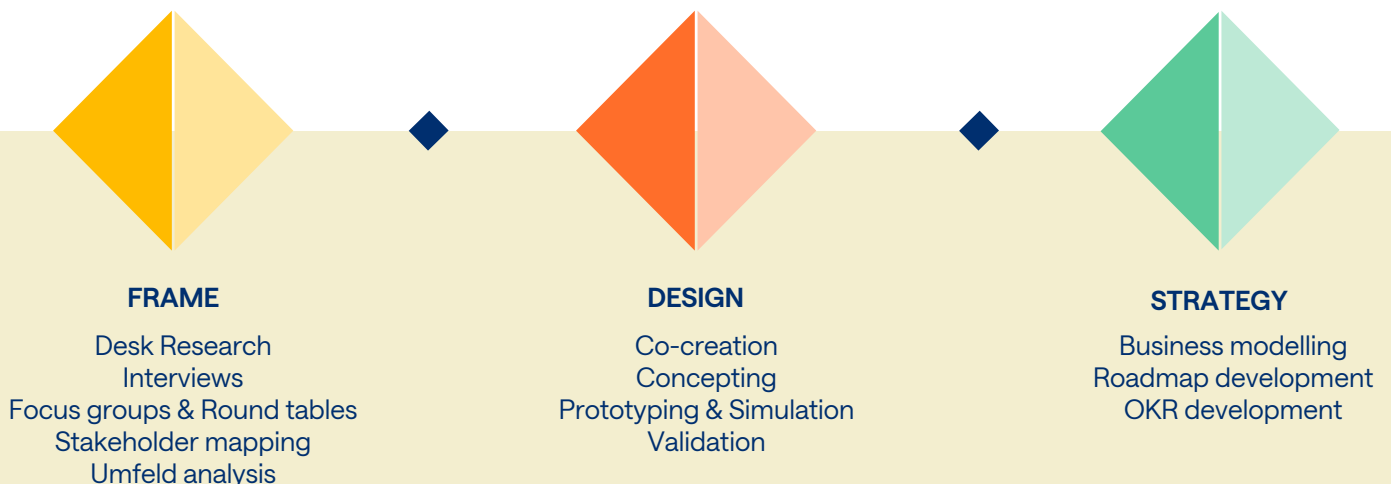 FRAME
Desk Research
Interviews
Focus groups & Round tables
Stakeholder mapping
Umfeld analysis
DESIGN
Co-creation
Concepting
Prototyping & Simulation
Validation
STRATEGY
Business modelling
Roadmap development
OKR development